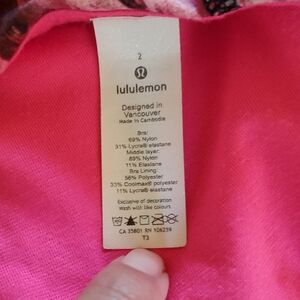 2
lululemon
Designed in
Vancouver
Made in Cambodia
Bra:
69% Nylon
31% Lycra® elastane
Middle layer:
89% Nylon
11% Elastane
Bra Lining:
56% Polyester
33% Coolmax® polyester
11% Lycra® elastane
Exclusive of decoration
Wash with like colours
CA 35801 RN 106259
T3